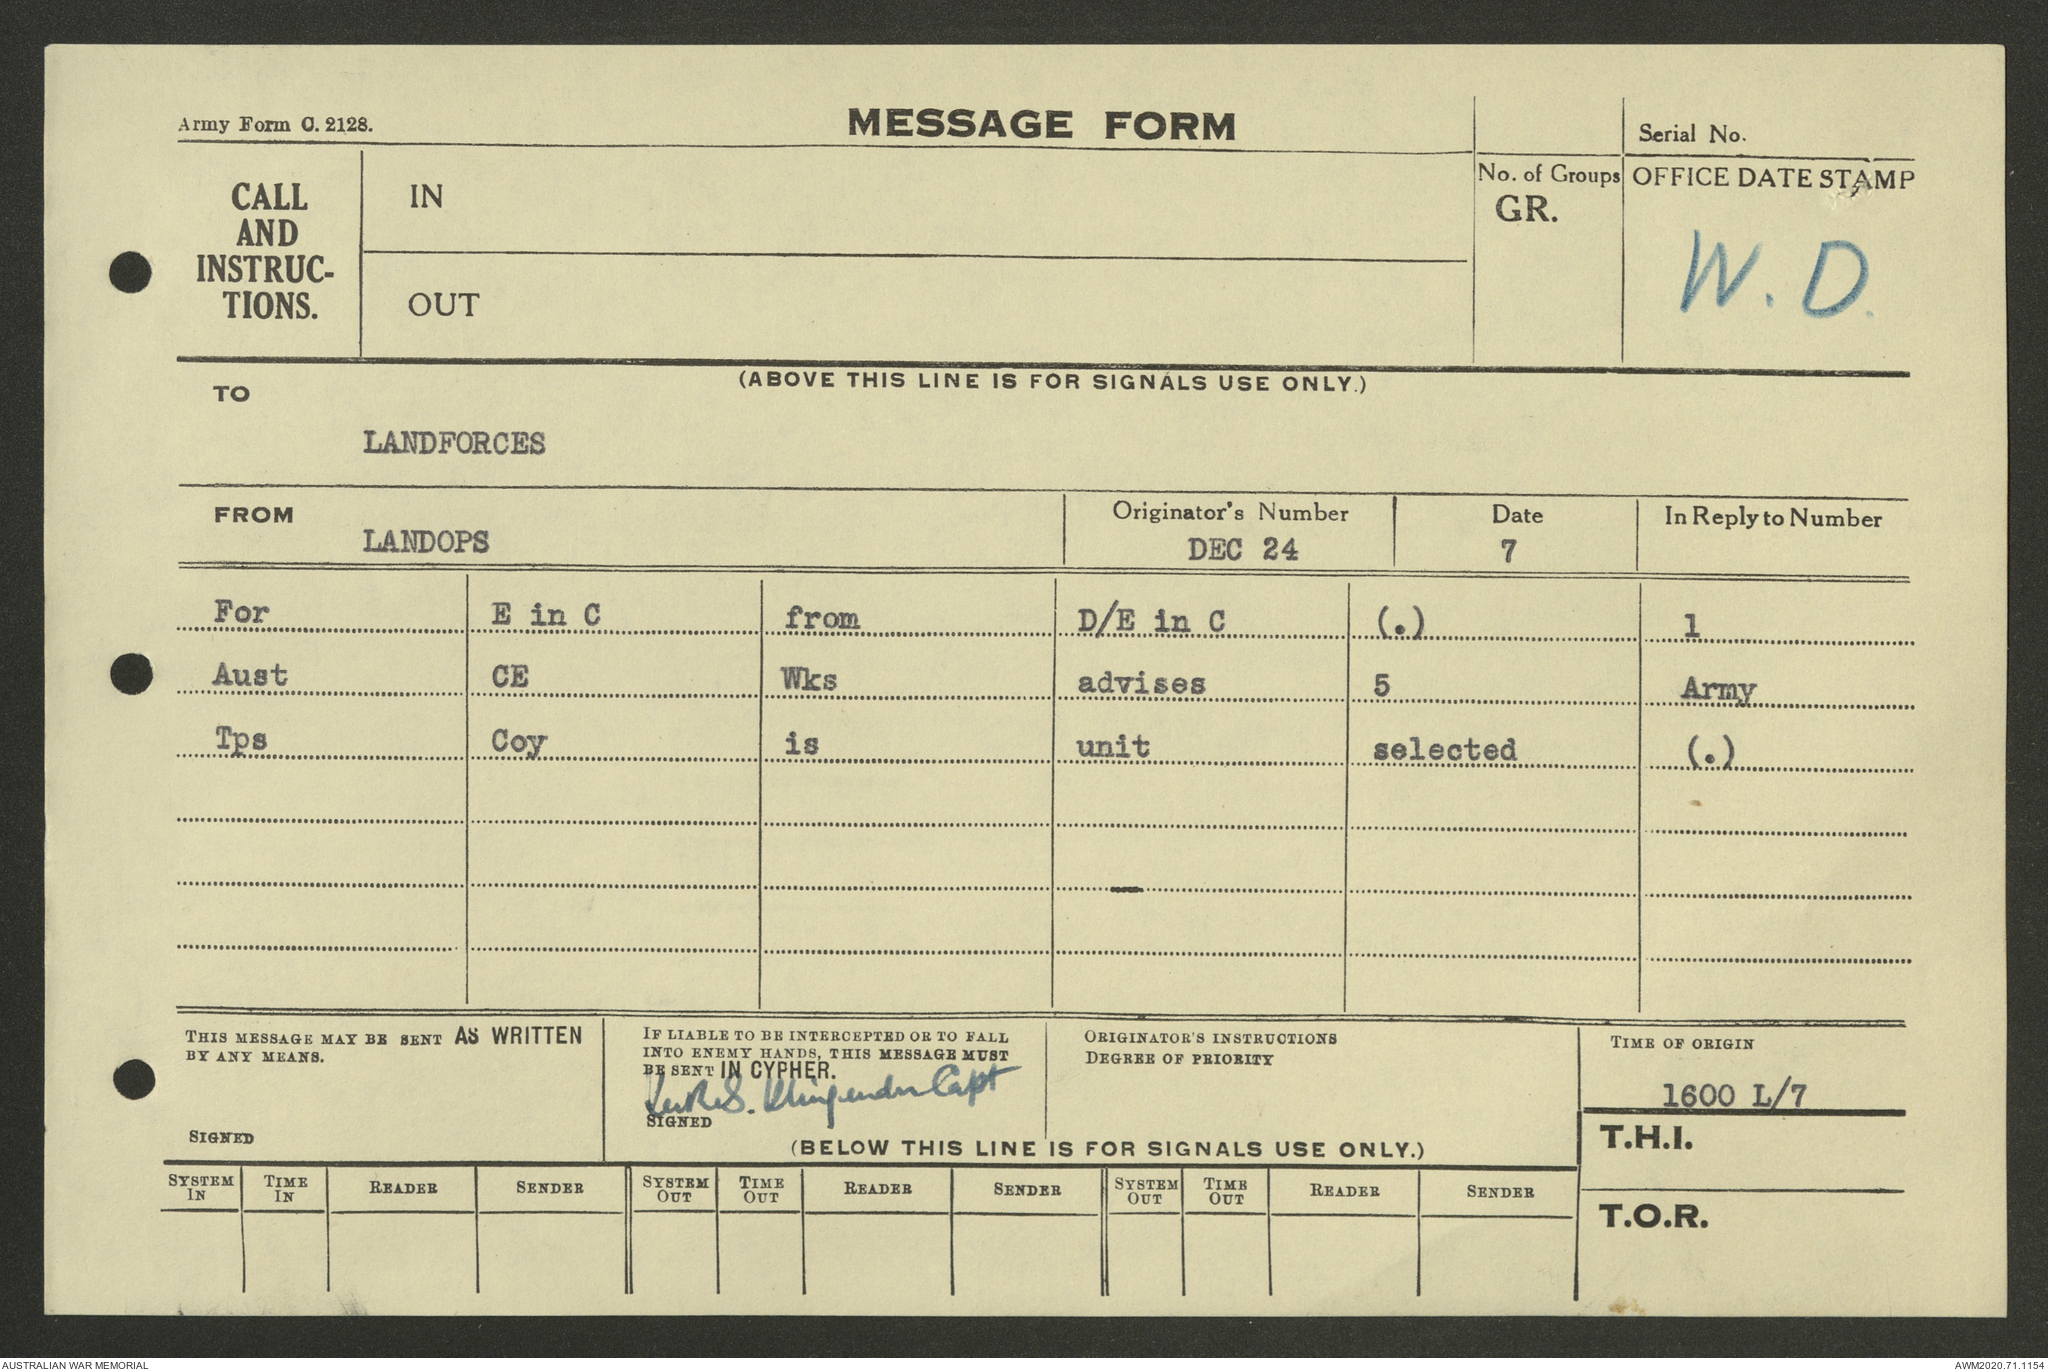 Army Form C. 2128.
MESSAGE FORM
Serial No.
CALL
AND
INSTRUC-
TIONS.
IN
OUT
No. of Groups
GR.
OFFICE DATE STAMP
W. D.
(ABOVE THIS LINE IS FOR SIGNALS USE ONLY.)
TO
LANDFORCES
FROM
LANDOPS
Originator's Number
DEC 24
Date
7
In Reply to Number
For E in C from D/E in C (.) 1
Aust CE Wks advises 5 Army
Tps Coy is unit selected (.)
THIS MESSAGE MAY BE SENT AS WRITTEN
BY ANY MEANS.
SIGNED
IF LIABLE TO BE INTERCEPTED OR TO FALL
INTO ENEMY HANDS, THIS MESSAGE MUST
BE SENT IN CYPHER.
Capt
SIGNED
ORIGINATOR'S INSTRUCTIONS
DEGREE OF PRIORITY
TIME OF ORIGIN
1600 L/7
T.H.I.
T.O.R.
(BELOW THIS LINE IS FOR SIGNALS USE ONLY.)
SYSTEM IN TIME IN READER SENDER SYSTEM OUT TIME OUT READER SENDER SYSTEM OUT TIME OUT READER SENDER
AUSTRALIAN WAR MEMORIAL
AWM2020.71.1154